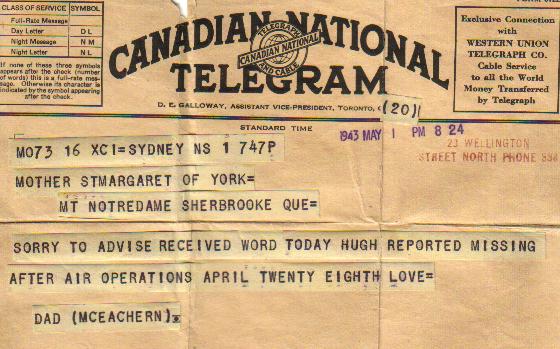 CLASS OF SERVICE SYMBOL
Full-Rate Message
Day Letter D L
Night Message N M
Night Letter N L
If none of these three symbols
appears after the check (number
of words) this is a full-rate mes-
sage. Otherwise its character is
indicated by the symbol appearing
after the check.
CANADIAN NATIONAL
TELEGRAM
TELEGRAPH
CANADIAN NATIONAL
AND CABLE
D. E. GALLOWAY, ASSISTANT VICE-PRESIDENT, TORONTO,
(20)
Exclusive Connection
with
WESTERN UNION
TELEGRAPH CO.
Cable Service
to all the World
Money Transferred
by Telegraph
STANDARD TIME
1943 MAY 1 PM 8 24
23 WELLINGTON
STREET NORTH PHONE
MO73 16 XC1=SYDNEY NS 1 747P
MOTHER STMARGARET OF YORK=
MT NOTREDAME SHERBROOKE QUE=
SORRY TO ADVISE RECEIVED WORD TODAY HUGH REPORTED MISSING
AFTER AIR OPERATIONS APRIL TWENTY EIGHTH LOVE=
DAD (MCEACHERN)